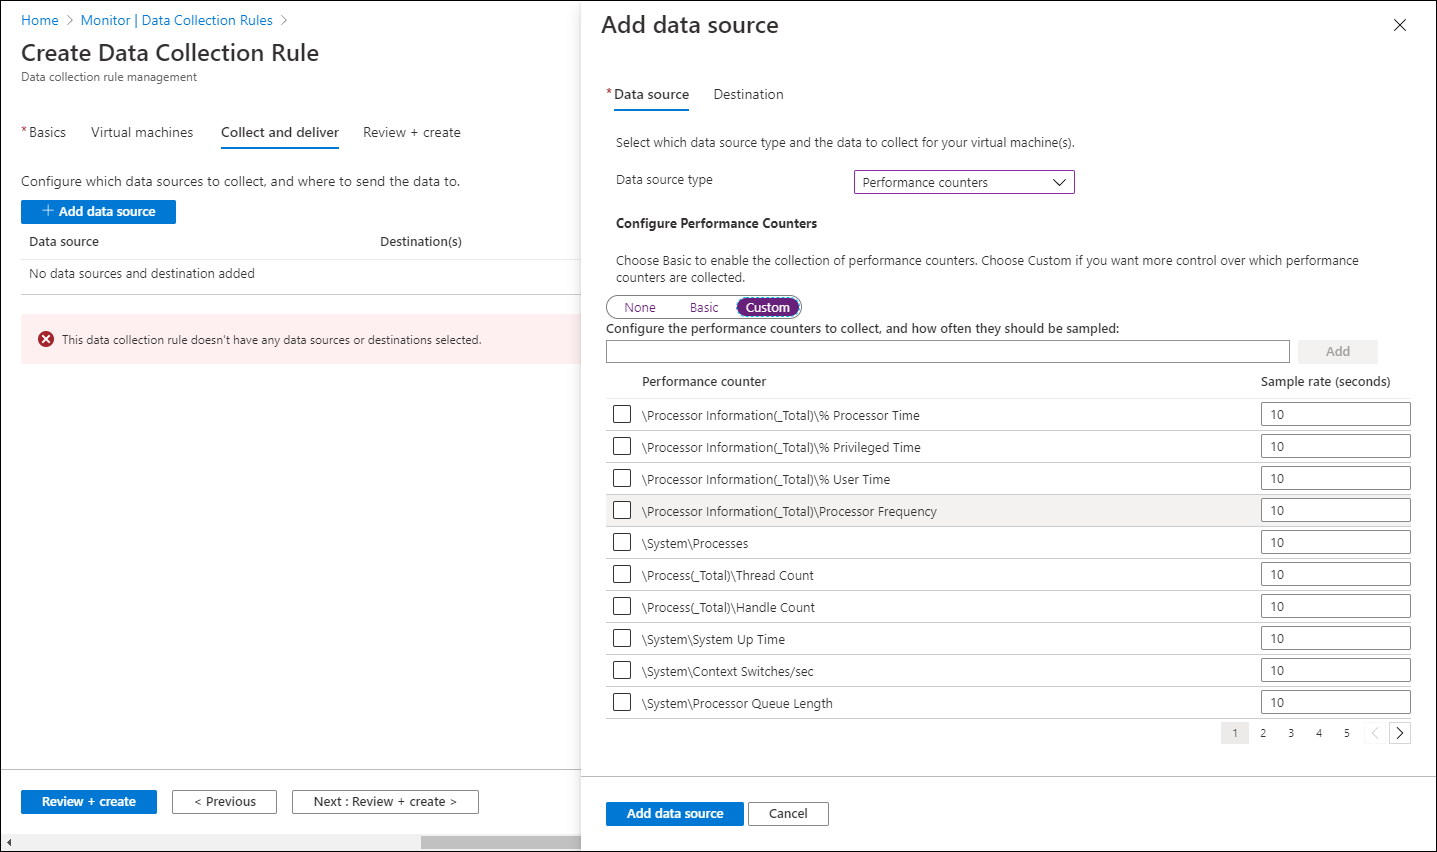 Home > Monitor | Data Collection Rules >
Create Data Collection Rule
Data collection rule management
* Basics Virtual machines Collect and deliver Review + create
Configure which data sources to collect, and where to send the data to.
+ Add data source
Data source Destination(s)
No data sources and destination added
This data collection rule doesn't have any data sources or destinations selected.
Review + create < Previous Next : Review + create >
Add data source
* Data source Destination
Select which data source type and the data to collect for your virtual machine(s).
Data source type Performance counters
Configure Performance Counters
Choose Basic to enable the collection of performance counters. Choose Custom if you want more control over which performance
counters are collected.
None Basic Custom
Configure the performance counters to collect, and how often they should be sampled:
Add
Performance counter Sample rate (seconds)
\Processor Information(_Total)\% Processor Time 10
\Processor Information(_Total)\% Privileged Time 10
\Processor Information(_Total)\% User Time 10
\Processor Information(_Total)\Processor Frequency 10
\System\Processes 10
\Process(_Total)\Thread Count 10
\Process(_Total)\Handle Count 10
\System\System Up Time 10
\System\Context Switches/sec 10
\System\Processor Queue Length 10
1 2 3 4 5 < >
Add data source Cancel